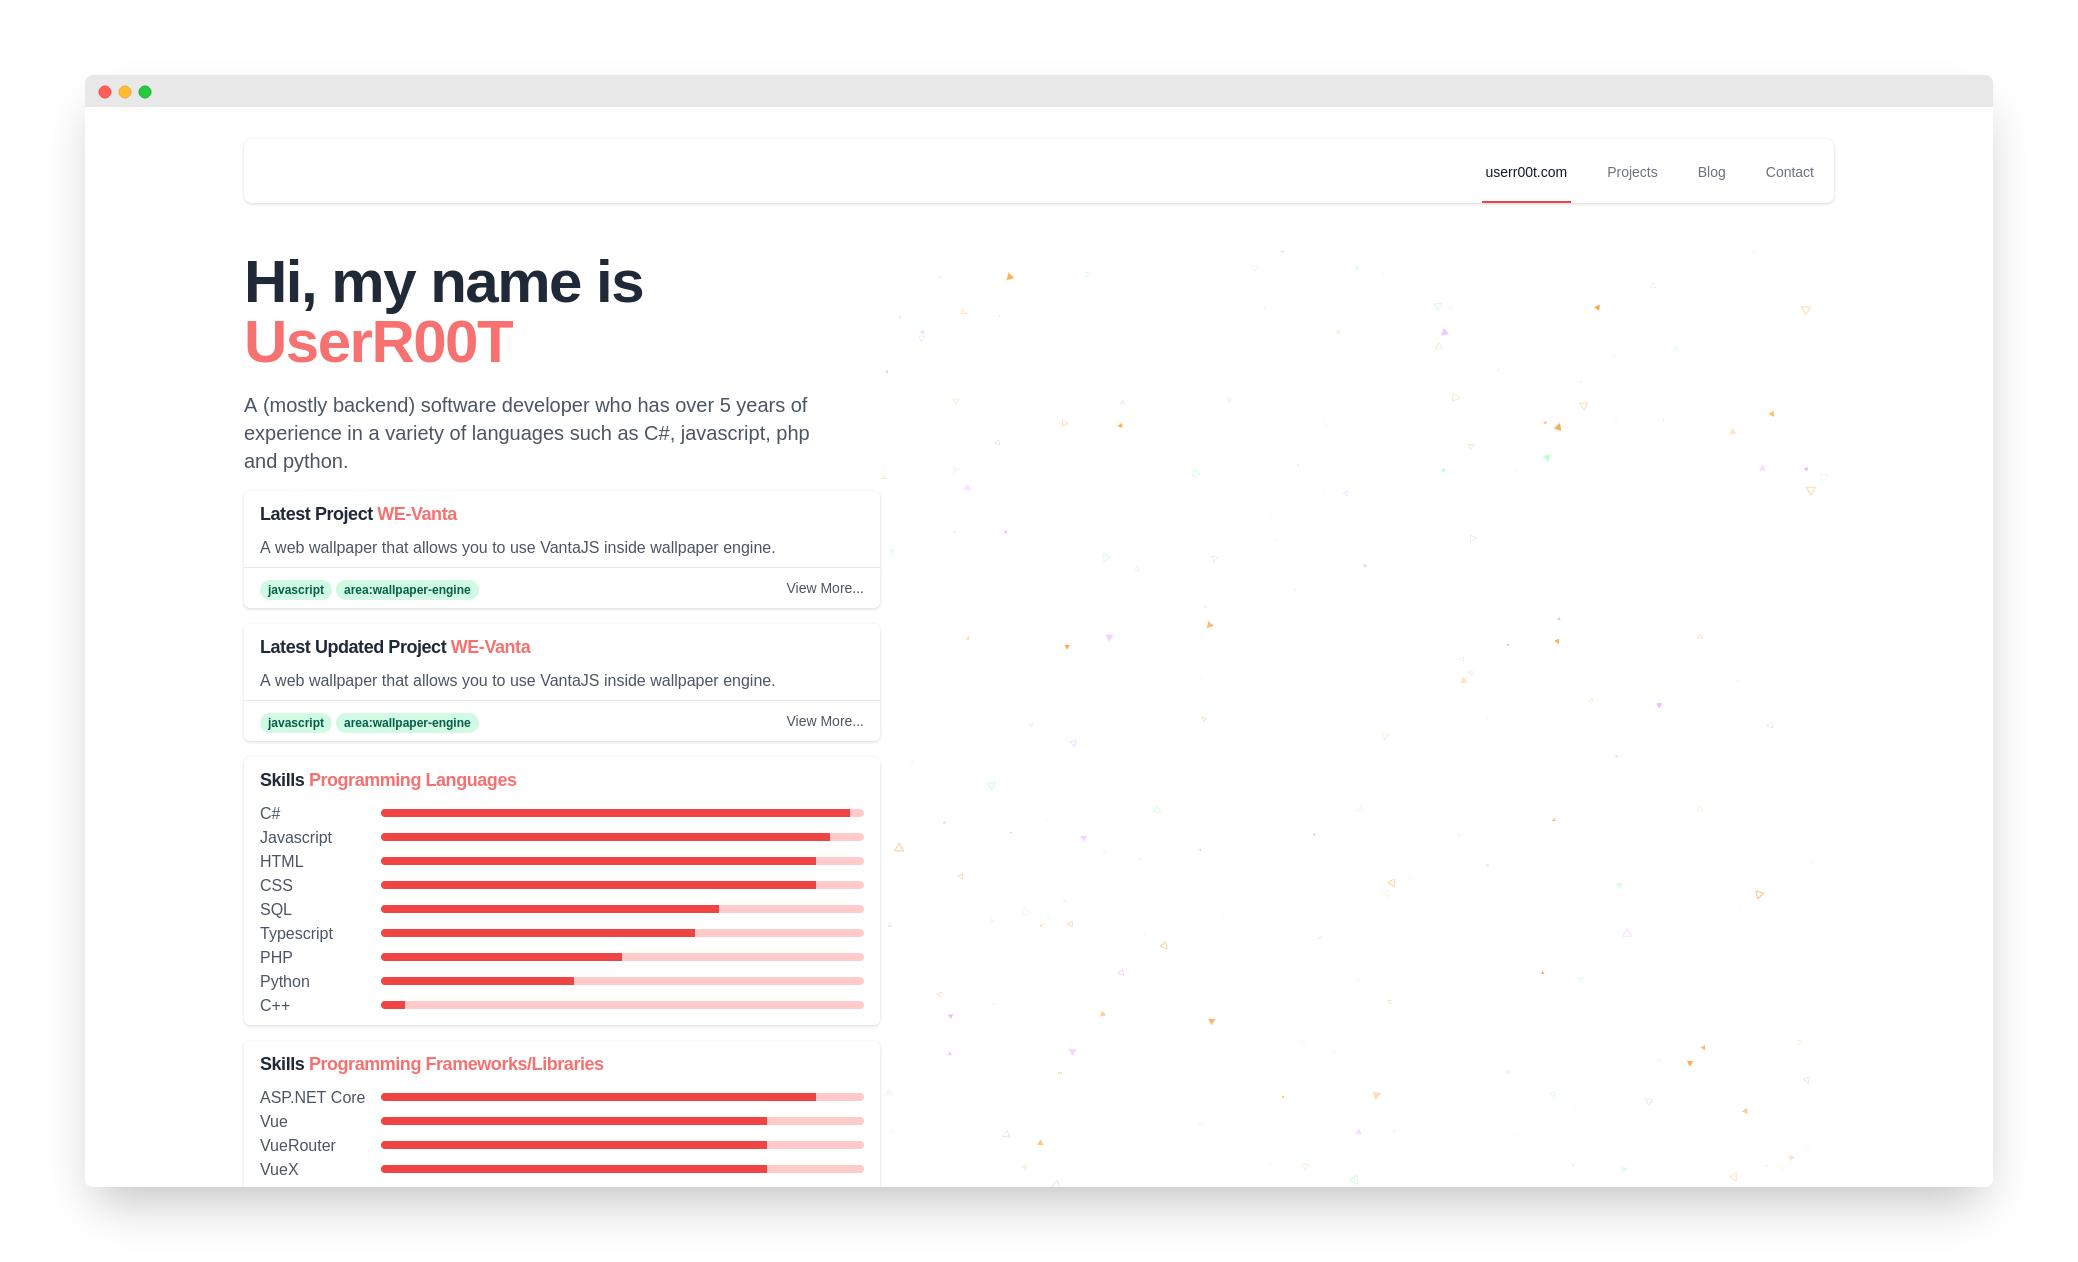 userr00t.com Projects Blog Contact
Hi, my name is
UserR00T
A (mostly backend) software developer who has over 5 years of
experience in a variety of languages such as C#, javascript, php
and python.
Latest Project WE-Vanta
A web wallpaper that allows you to use VantaJS inside wallpaper engine.
javascript area:wallpaper-engine View More...
Latest Updated Project WE-Vanta
A web wallpaper that allows you to use VantaJS inside wallpaper engine.
javascript area:wallpaper-engine View More...
Skills Programming Languages
C#
Javascript
HTML
CSS
SQL
Typescript
PHP
Python
C++
Skills Programming Frameworks/Libraries
ASP.NET Core
Vue
VueRouter
VueX